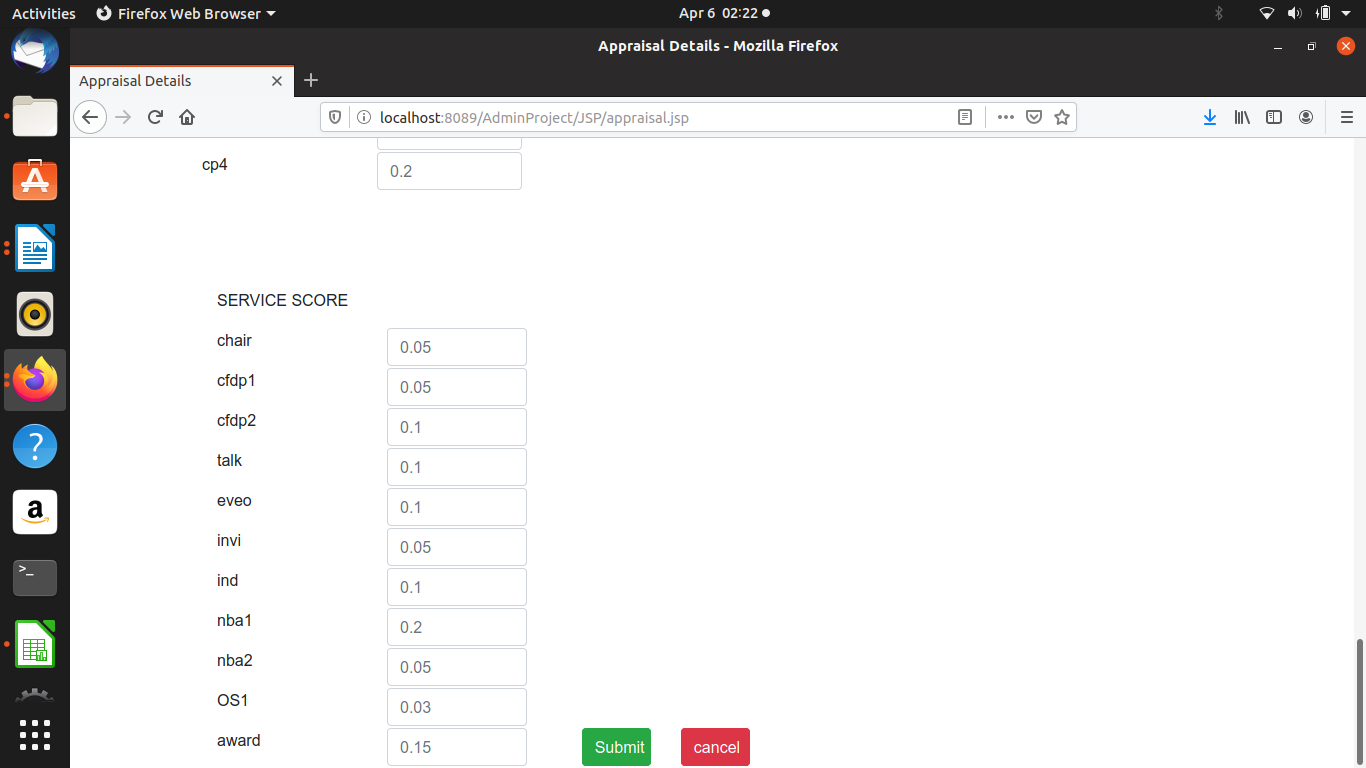 Activities Firefox Web Browser Apr 6 02:22
Appraisal Details - Mozilla Firefox
Appraisal Details
localhost:8089/AdminProject/JSP/appraisal.jsp
cp4 0.2
SERVICE SCORE
chair 0.05
cfdp1 0.05
cfdp2 0.1
talk 0.1
eveo 0.1
invi 0.05
ind 0.1
nba1 0.2
nba2 0.05
OS1 0.03
award 0.15 Submit cancel